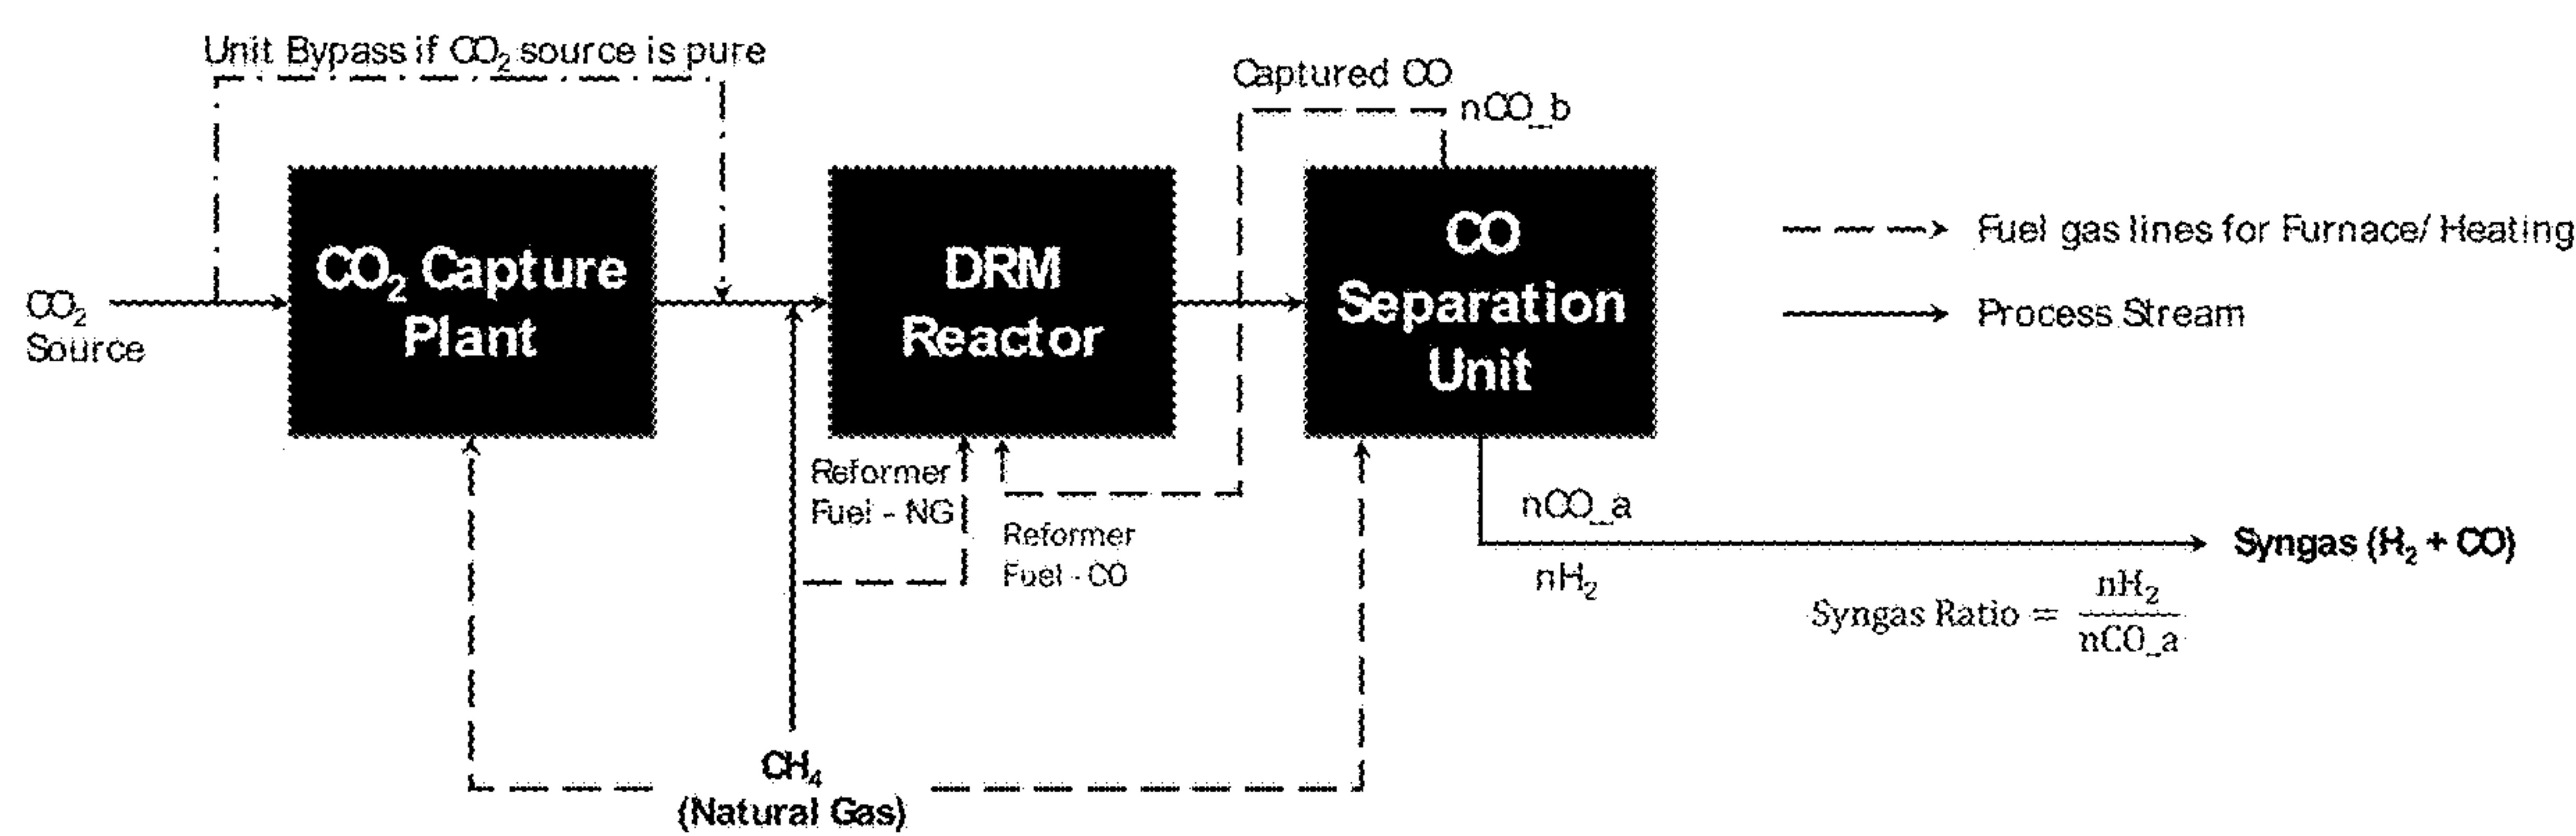 Unit Bypass if CO₂ source is pure
Captured CO
nCO_b
CO₂
Source
CO₂ Capture
Plant
DRM
Reactor
CO
Separation
Unit
Fuel gas lines for Furnace/ Heating
Process Stream
Reformer
Fuel - NG
Reformer
Fuel - CO
nCO_a
nH₂
Syngas (H₂ + CO)
Syngas Ratio = nH₂ / nCO_a
CH₄
(Natural Gas)